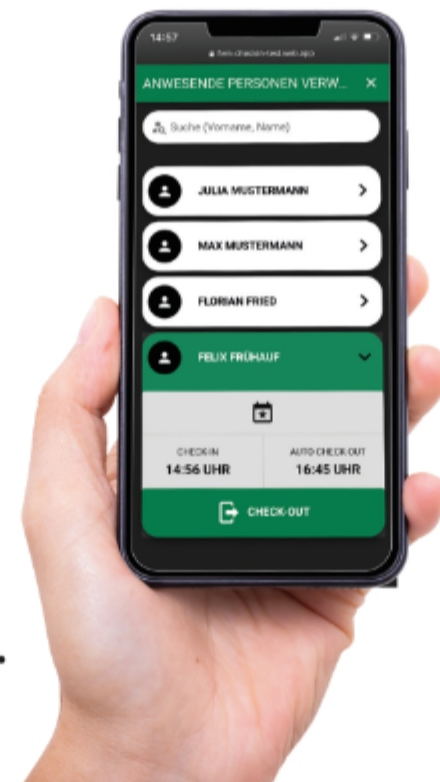 14:57
ANWESENDE PERSONEN VERW...
Suche (Vorname, Name)
JULIA MUSTERMANN
MAX MUSTERMANN
FLORIAN FRIED
FELIX FRÜHAUF
CHECK-IN AUTO CHECK-OUT
14:56 UHR 16:45 UHR
CHECK-OUT